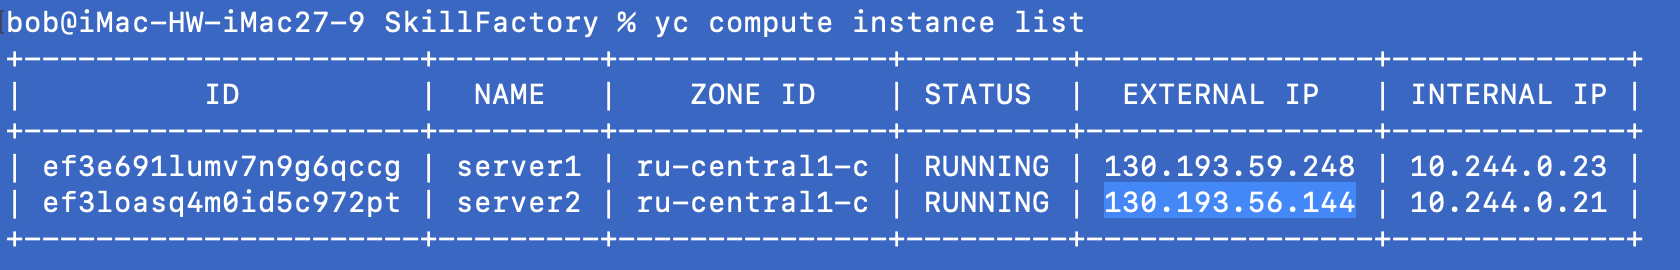 bob@iMac-HW-iMac27-9 SkillFactory % yc compute instance list
+----------------------+---------+---------------+---------+----------------+-------------+
|          ID          |  NAME   |    ZONE ID    | STATUS  |  EXTERNAL IP   | INTERNAL IP |
+----------------------+---------+---------------+---------+----------------+-------------+
| ef3e691lumv7n9g6qccg | server1 | ru-central1-c | RUNNING | 130.193.59.248 | 10.244.0.23 |
| ef3loasq4m0id5c972pt | server2 | ru-central1-c | RUNNING | 130.193.56.144 | 10.244.0.21 |
+----------------------+---------+---------------+---------+----------------+-------------+